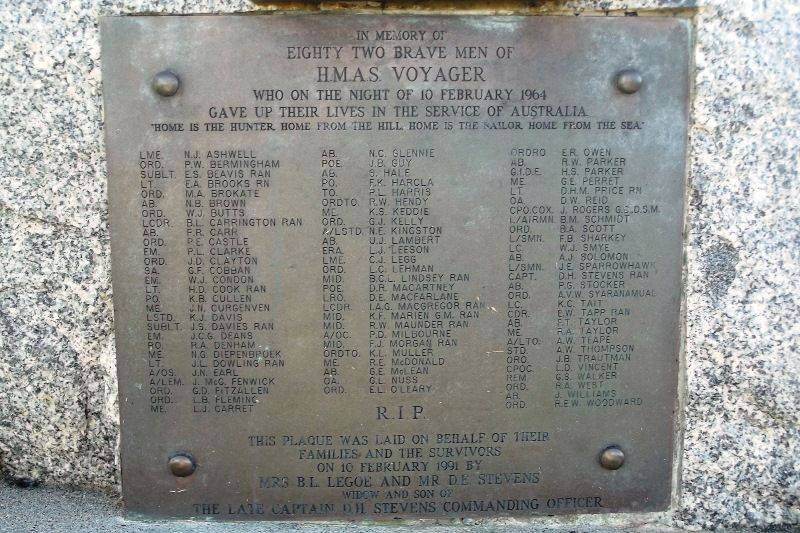 IN MEMORY OF
EIGHTY TWO BRAVE MEN OF
H.M.A.S. VOYAGER
WHO ON THE NIGHT OF 10 FEBRUARY 1964
GAVE UP THEIR LIVES IN THE SERVICE OF AUSTRALIA
"HOME IS THE HUNTER, HOME FROM THE HILL, HOME IS THE SAILOR, HOME FROM THE SEA."
LME. N.J. ASHWELL
ORD. P.W. BERMINGHAM
SUBLT. E.S. BEAVIS RAN
LT. E.A. BROOKS RN
ORD. M.A. BROKATE
AB. N.B. BROWN
ORD. W.J. BUTTS
LCDR. B.L. CARRINGTON RAN
AB. F.R. CARR
ORD. P.E. CASTLE
EM. P.L. CLARKE
ORD. J.D. CLAYTON
SA. G.F. COBBAN
EM. W.J. CONDON
LT. H.D. COOK RAN
PO. K.B. CULLEN
ME. J.N. CURGENVEN
LSTD. K.J. DAVIS
SUBLT. J.S. DAVIES RAN
EM. J.C.G. DEANS
RO. R.A. DENHAM
ME. N.G. DIEPENBROEK
LT. J.L. DOWLING RAN
A/OS. J.N. EARL
A/LEM. J. McG. FENWICK
ORD. G.D. FITZALLEN
ORD. L.B. FLEMING
ME. L.J. CARRET
AB. N.C. GLENNIE
POE. J.B. GUY
AB. S. HALE
PO. F.K. HARCLA
TO. P.L. HARRIS
ORDTO. R.W. HENDY
ME. K.S. KEDDIE
ORD. G.J. KELLY
A/LSTD. N.E. KINGSTON
AB. D.J. LAMBERT
ERA. L.J. LEESON
LME. C.J. LEGG
ORD. L.C. LEHMAN
MID. B.C.L. LINDSEY RAN
POE. D.R. MACARTNEY
LRO. D.E. MACFARLANE
LCDR. I.A.G. MACGREGOR RAN
MID. K.F. MARIEN G.M. RAN
MID. R.W. MAUNDER RAN
A/OC. P.D. MILBOURNE
MID. F.J. MORGAN RAN
ORDTO. K.L. MULLER
ME. R.E. McDONALD
AB. G.E. McLEAN
OA. G.L. NUSS
ORD. E.L. O'LEARY
ORDRO E.R. OWEN
AB. R.W. PARKER
G.I.D.E. H.S. PARKER
ME. G.E. PERRET
LT. D.H.M. PRICE RN
OA. D.W. REID
CPO.COX. J. ROGERS G.C.,D.S.M.
L/AIRMN. B.M. SCHMIDT
ORD. B.A. SCOTT
L/SMN. F.B. SHARKEY
LC. W.J. SMYE
AB. A.J. SOLOMON
L/SMN. J.E. SPARROWHAWK
CAPT. D.H. STEVENS RAN
AB. P.G. STOCKER
ORD. A.V.W. SYARANAMUAL
LC. K.C. TAIT
CDR. E.W. TAPP RAN
AB. F.T. TAYLOR
ME. R.A. TAYLOR
A/LTO. A.W. TEAPE
STD. A.W. THOMPSON
ORD. J.B. TRAUTMAN
CPOC. L.D. VINCENT
REM. G.S. WALKER
ORD. R.A. WEST
AB. J. WILLIAMS
ORD. R.E.W. WOODWARD
R.I.P.
THIS PLAQUE WAS LAID ON BEHALF OF THEIR
FAMILIES AND THE SURVIVORS
ON 10 FEBRUARY 1991 BY
MRS B.L. LEGOE AND MR D.E. STEVENS
WIDOW AND SON OF
THE LATE CAPTAIN D.H. STEVENS COMMANDING OFFICER